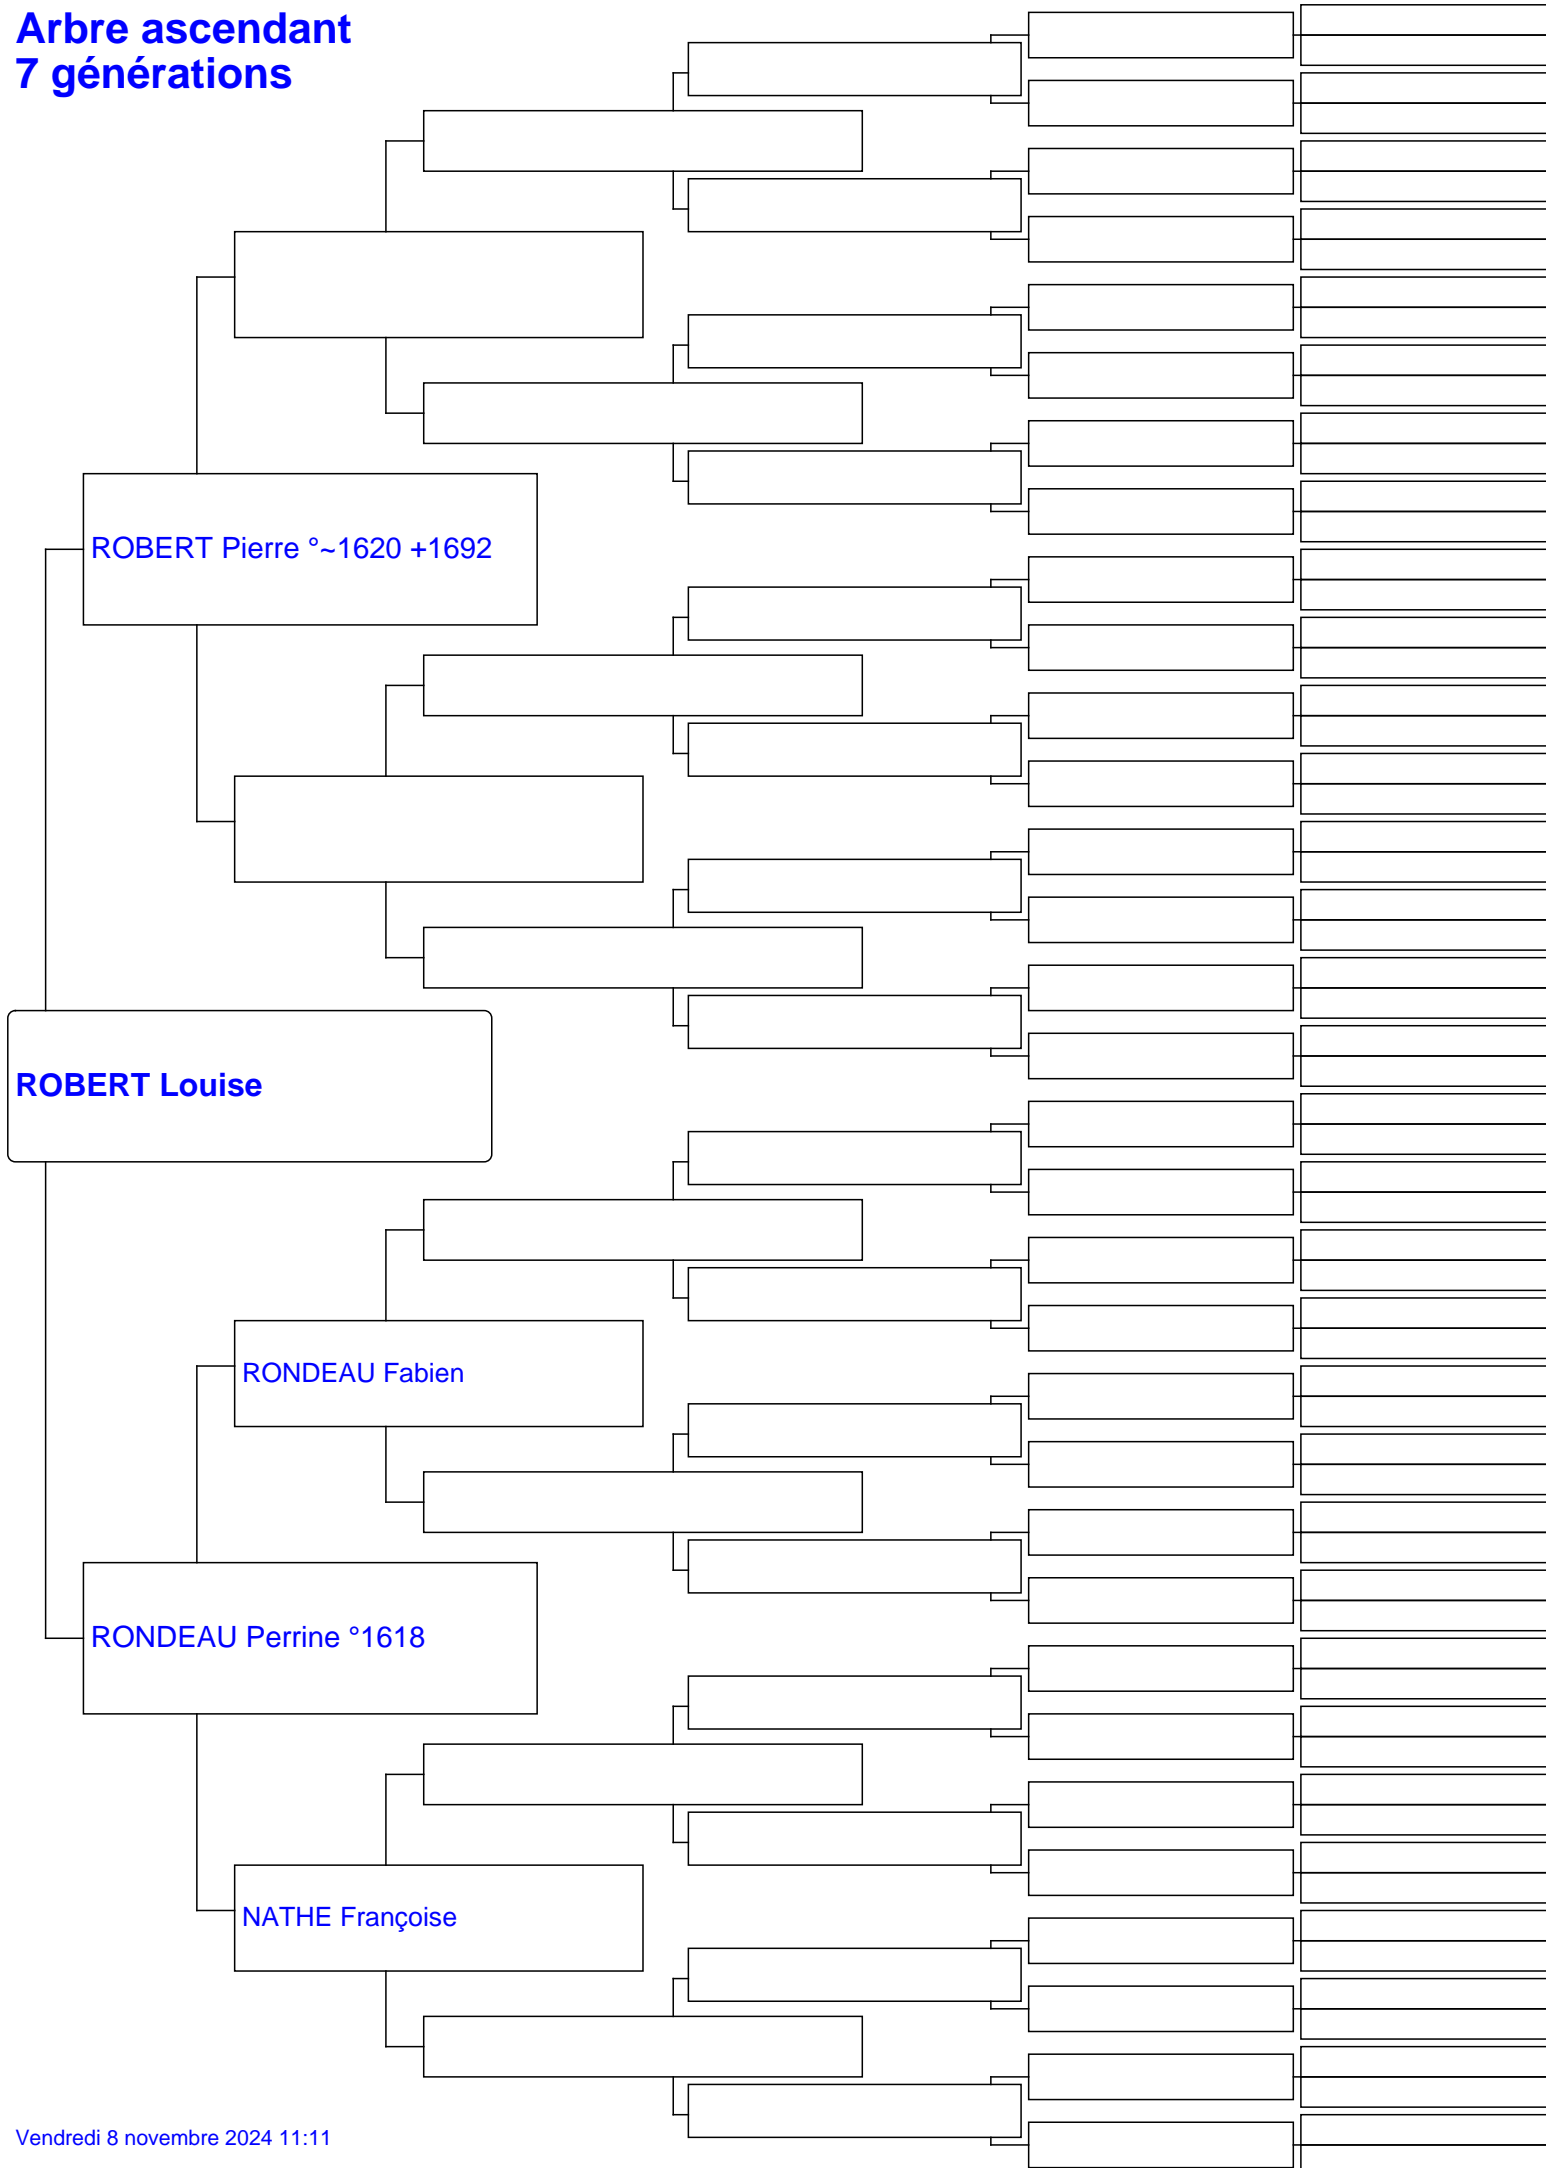 Arbre ascendant
7 générations
ROBERT Pierre °~1620 +1692
ROBERT Louise
RONDEAU Fabien
RONDEAU Perrine °1618
NATHE Françoise
Vendredi 8 novembre 2024 11:11